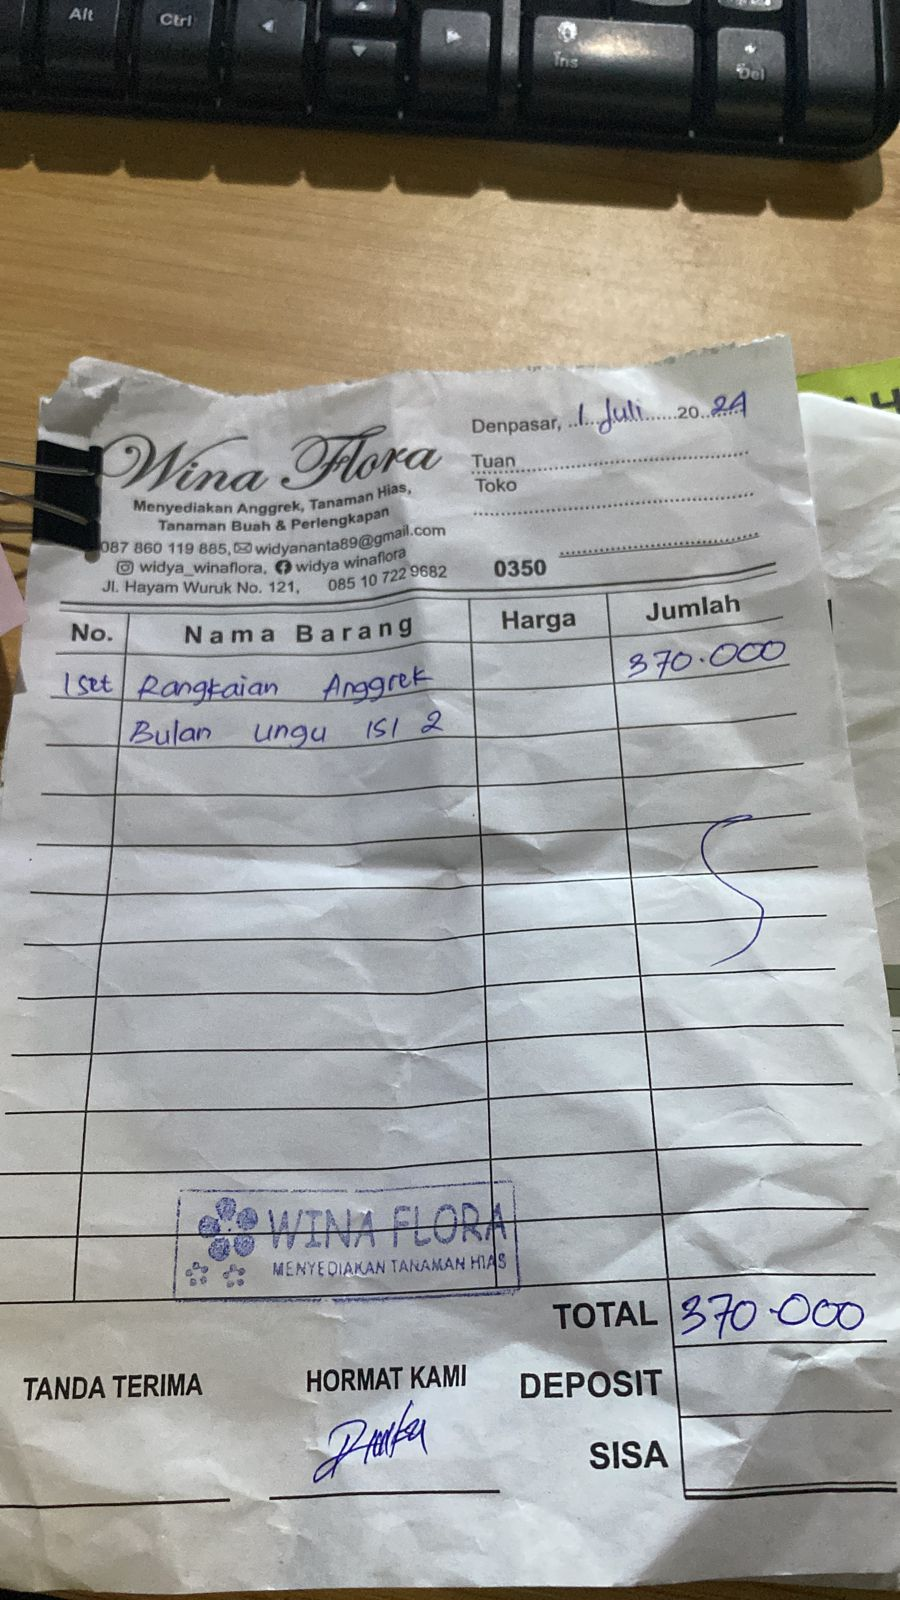 Alt
Ctrl
Ins
Del
Wina Flora
Menyediakan Anggrek, Tanaman Hias,
Tanaman Buah & Perlengkapan
087 860 119 885, widyananta89@gmail.com
widya_winaflora, widya winaflora
Jl. Hayam Wuruk No. 121, 085 10 722 9682
Denpasar, 1 Juli 20 24
Tuan
Toko
0350
No. Nama Barang Harga Jumlah
1 set Rangkaian Anggrek 370.000
Bulan ungu ISI 2
WINA FLORA
MENYEDIAKAN TANAMAN HIAS
TOTAL 370.000
TANDA TERIMA HORMAT KAMI DEPOSIT
SISA